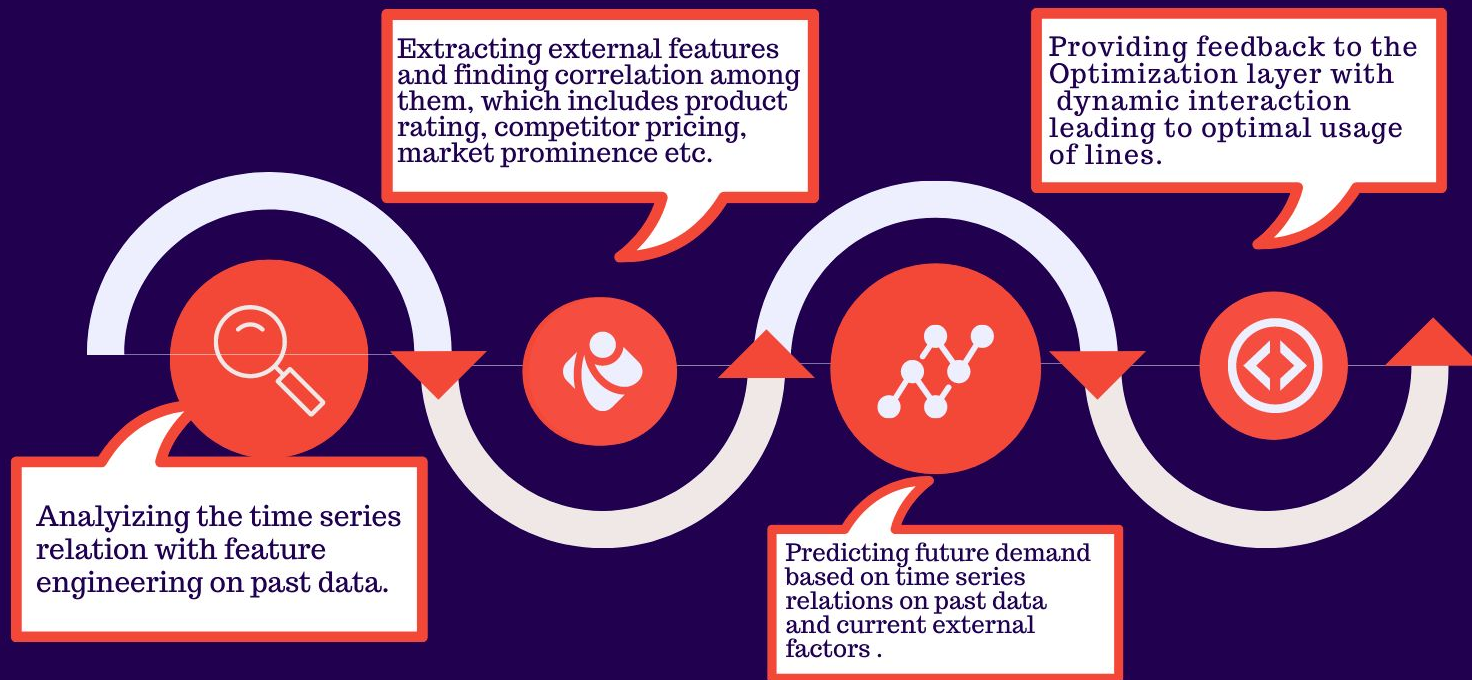 Analyizing the time series
relation with feature
engineering on past data.
Extracting external features
and finding correlation among
them, which includes product
rating, competitor pricing,
market prominence etc.
Predicting future demand
based on time series
relations on past data
and current external
factors .
Providing feedback to the
Optimization layer with
dynamic interaction
leading to optimal usage
of lines.